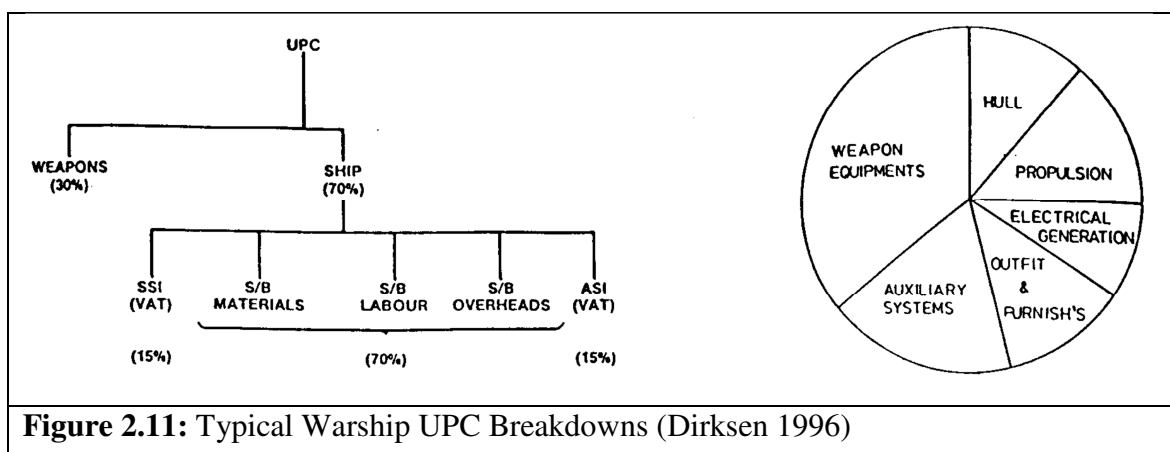 UPC
WEAPONS
(30%)
SHIP
(70%)
SSI
(VAT)
S/B
MATERIALS
S/B
LABOUR
S/B
OVERHEADS
ASI
(VAT)
(15%)
(70%)
(15%)
HULL
PROPULSION
ELECTRICAL
GENERATION
OUTFIT
&
FURNISH'S
AUXILIARY
SYSTEMS
WEAPON
EQUIPMENTS
Figure 2.11: Typical Warship UPC Breakdowns (Dirksen 1996)